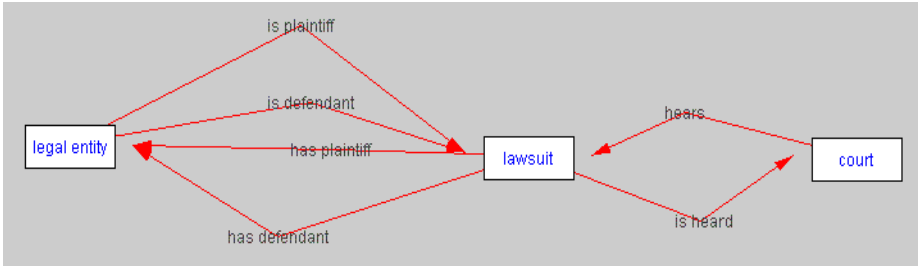 is plaintiff
is defendant
hears
legal entity
has plaintiff
lawsuit
court
is heard
has defendant